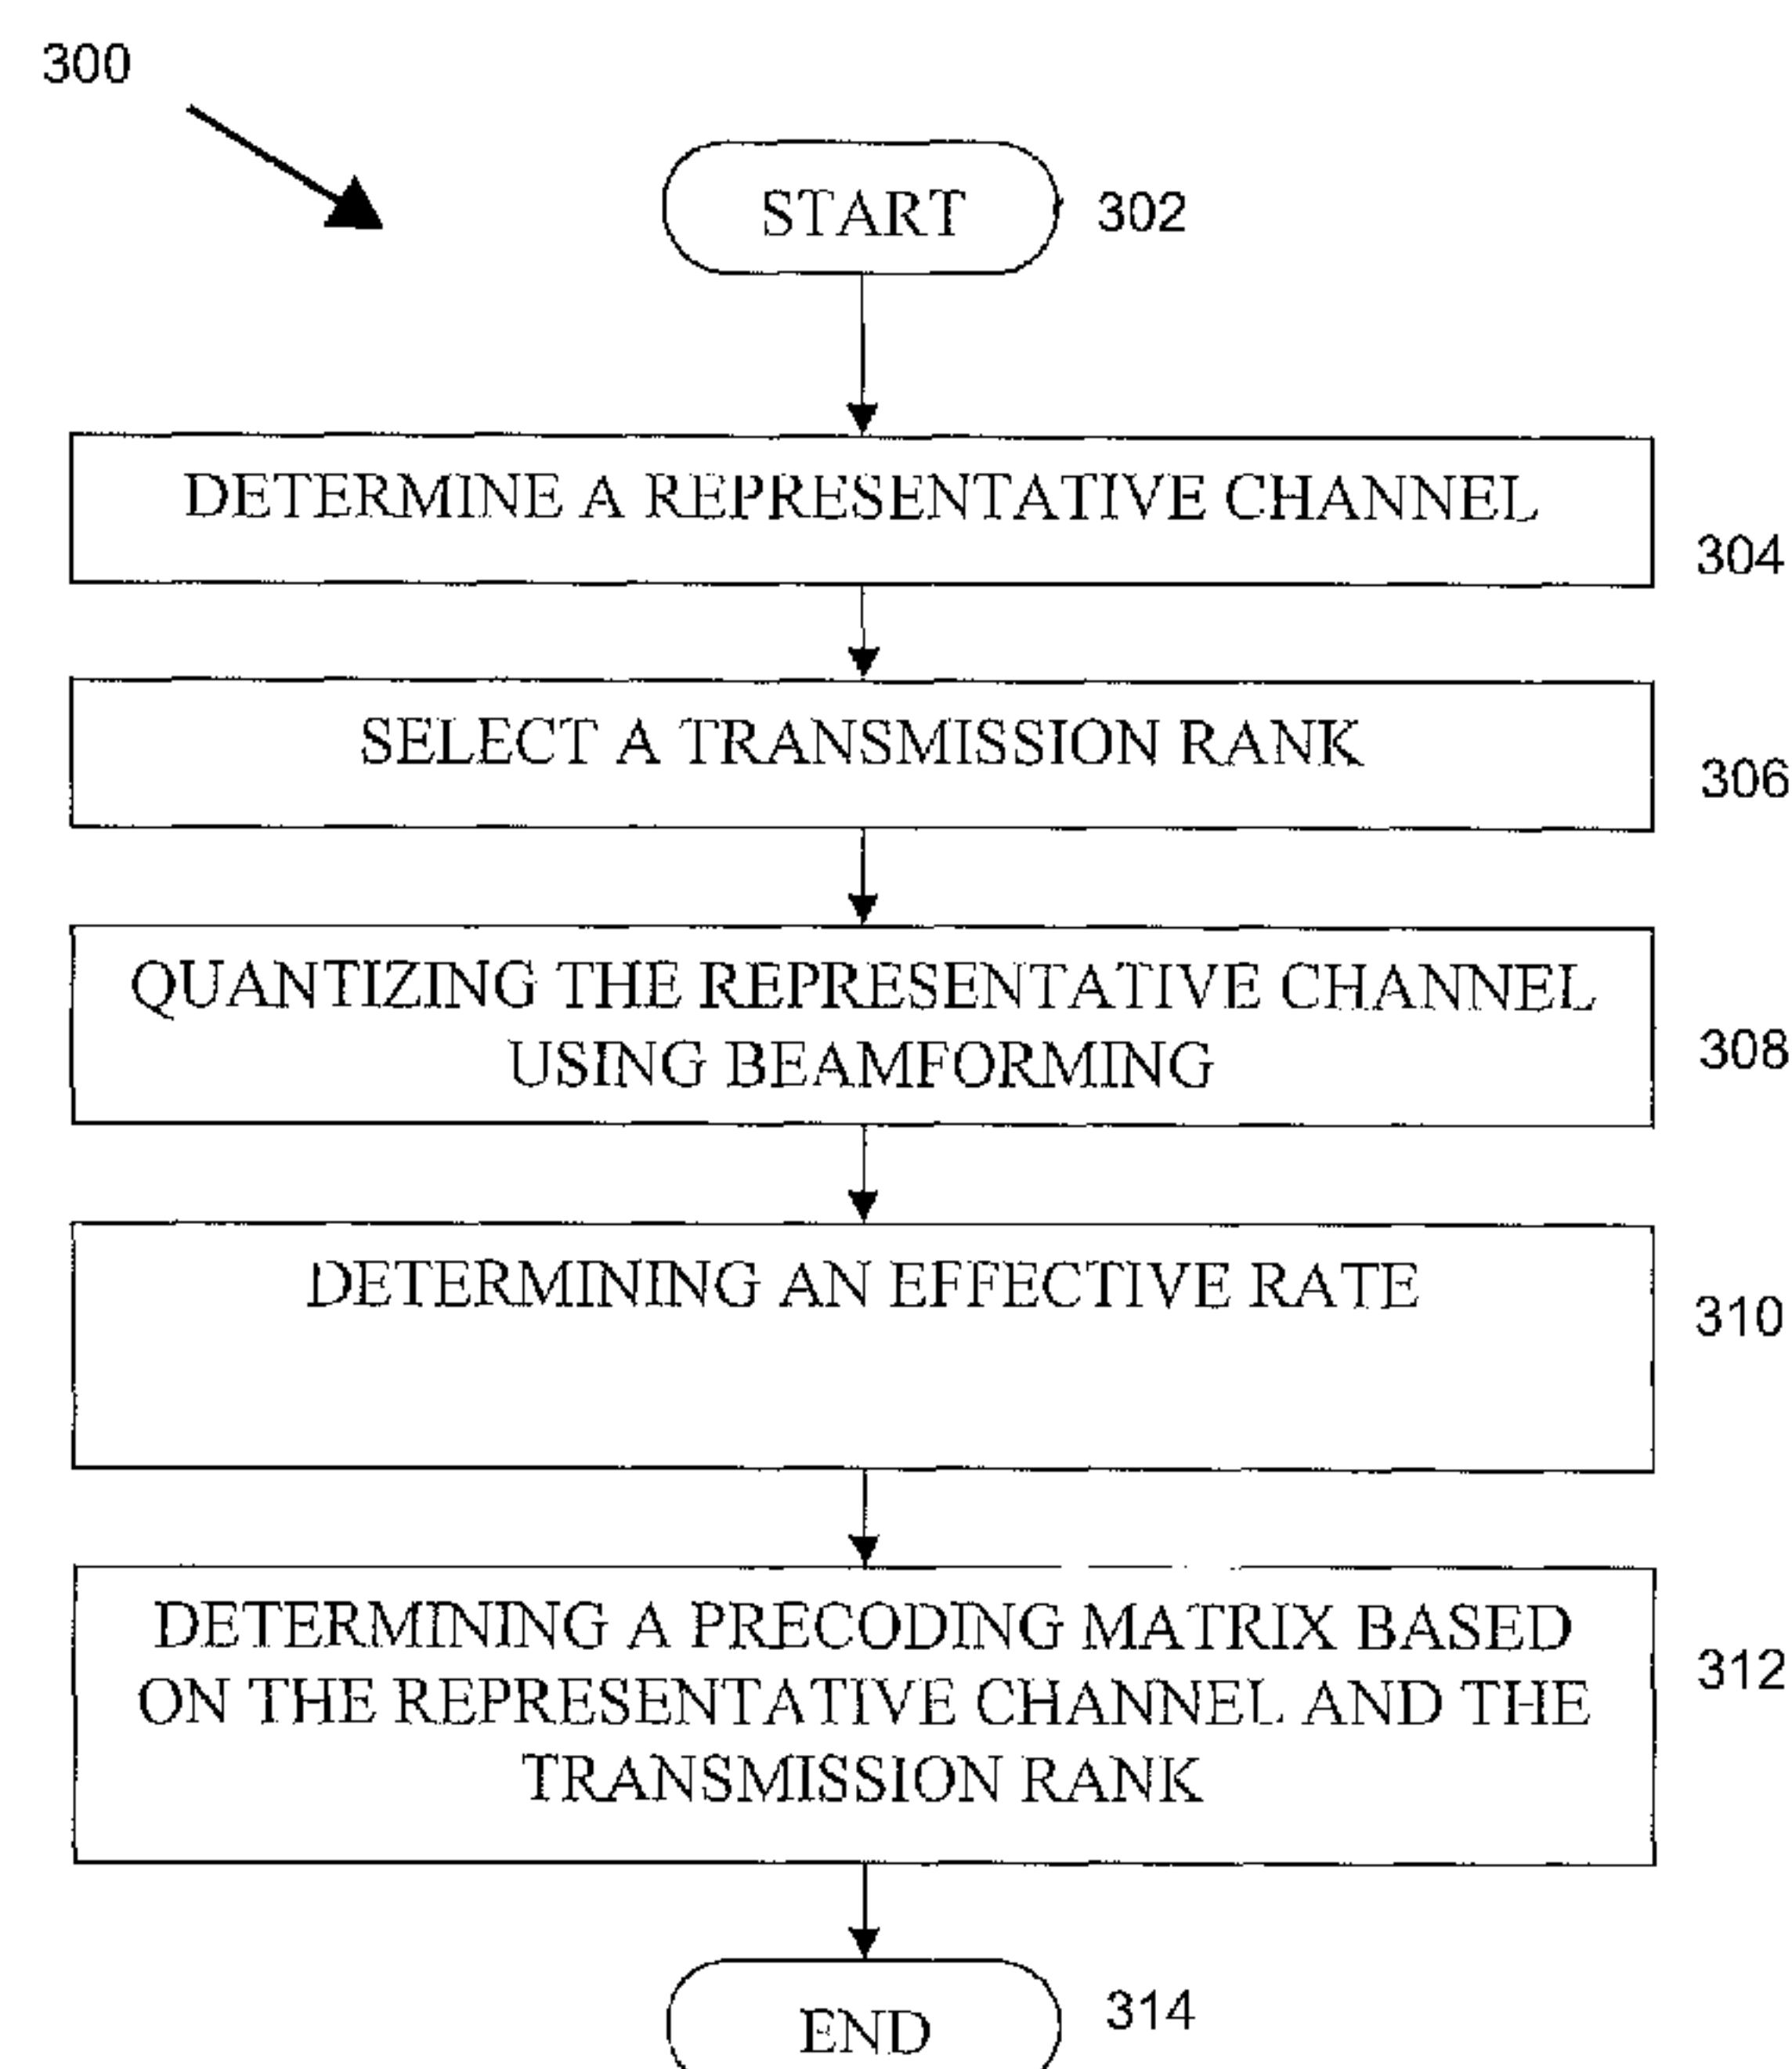 300
START
302
DETERMINE A REPRESENTATIVE CHANNEL
304
SELECT A TRANSMISSION RANK
306
QUANTIZING THE REPRESENTATIVE CHANNEL
USING BEAMFORMING
308
DETERMINING AN EFFECTIVE RATE
310
DETERMINING A PRECODING MATRIX BASED
ON THE REPRESENTATIVE CHANNEL AND THE
TRANSMISSION RANK
312
END
314